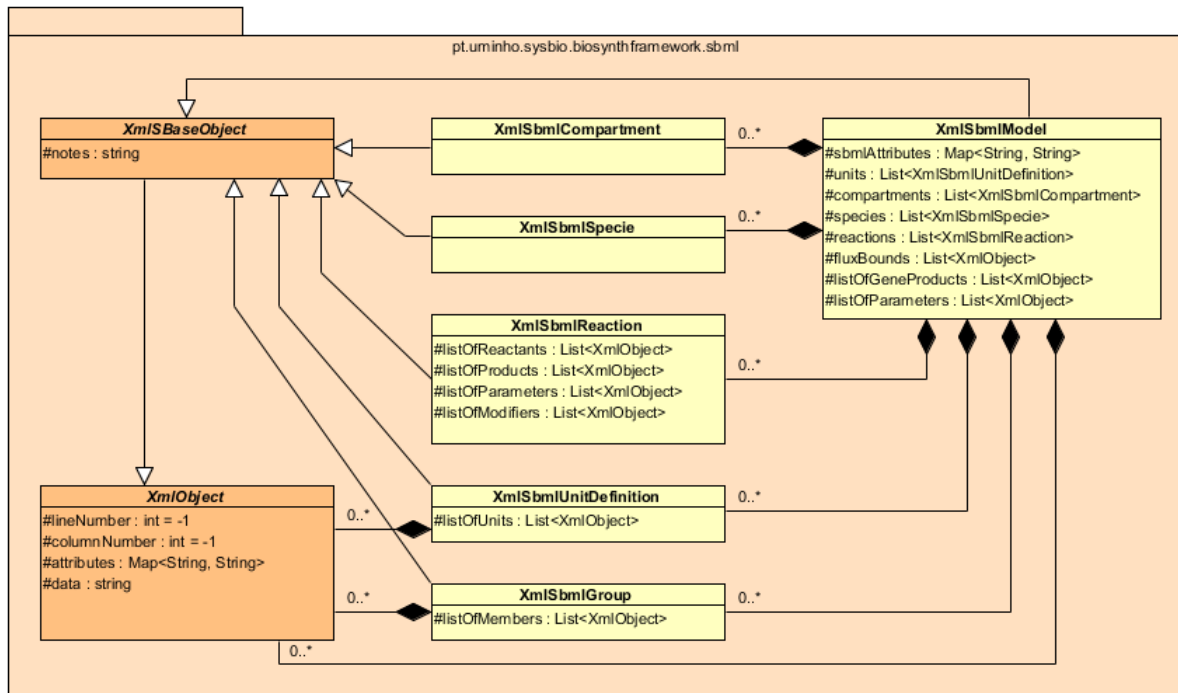 pt.uminho.sysbio.biosynthframework.sbml
XmlSBaseObject
#notes : string
XmlSbmlCompartment
0..*
XmlSbmlModel
#sbmlAttributes : Map<String, String>
#units : List<XmlSbmlUnitDefinition>
#compartments : List<XmlSbmlCompartment>
#species : List<XmlSbmlSpecie>
#reactions : List<XmlSbmlReaction>
#fluxBounds : List<XmlObject>
#listOfGeneProducts : List<XmlObject>
#listOfParameters : List<XmlObject>
XmlSbmlSpecie
0..*
XmlSbmlReaction
#listOfReactants : List<XmlObject>
#listOfProducts : List<XmlObject>
#listOfParameters : List<XmlObject>
#listOfModifiers : List<XmlObject>
0..*
XmlObject
#lineNumber : int = -1
#columnNumber : int = -1
#attributes : Map<String, String>
#data : string
0..*
XmlSbmlUnitDefinition
#listOfUnits : List<XmlObject>
0..*
0..*
XmlSbmlGroup
#listOfMembers : List<XmlObject>
0..*
0..*